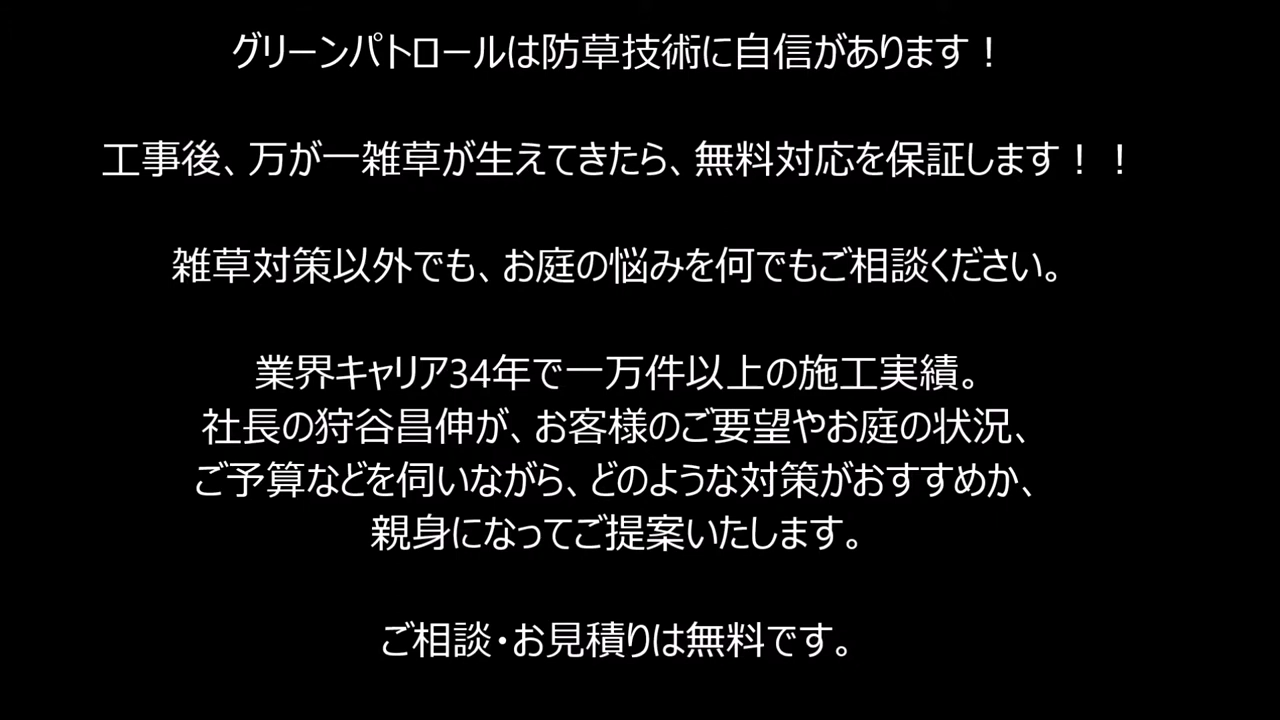 グリーンパトロールは防草技術に自信があります！
工事後、万が一雑草が生えてきたら、無料対応を保証します！！
雑草対策以外でも、お庭の悩みを何でもご相談ください。
業界キャリア34年で一万件以上の施工実績。
社長の狩谷昌伸が、お客様のご要望やお庭の状況、
ご予算などを伺いながら、どのような対策がおすすめか、
親身になってご提案いたします。
ご相談・お見積りは無料です。